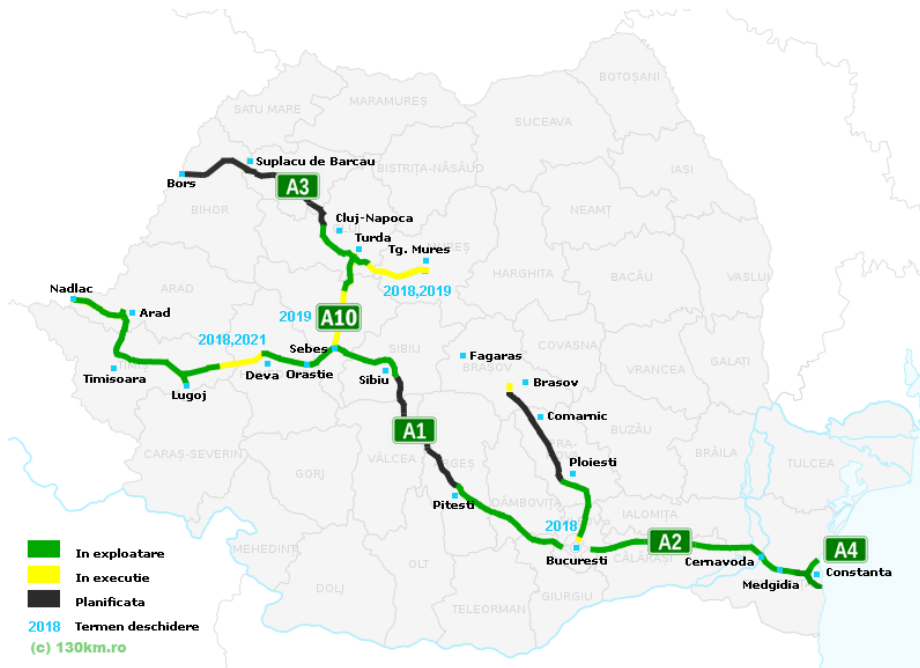 BOTOȘANI
MARAMUREȘ
SATU MARE
SUCEAVA
Suplacu de Barcau
BISTRIȚA-NĂSĂUD
IAȘI
Bors
A3
BIHOR
Cluj-Napoca
NEAMȚ
Turda
Tg. Mures
HARGHITA
BACĂU
VASLUI
Nadlac
ARAD
2018,2019
Arad
2019
A10
2018,2021
Sebes
SIBIU
COVASNA
Fagaras
VRANCEA
GALAȚI
BRAȘOV
Timisoara
Deva
Orastie
Sibiu
Brasov
Lugoj
Comarnic
A1
BUZĂU
CARAȘ-SEVERIN
VÂLCEA
BRĂILA
TULCEA
Ploiesti
GORJ
Pitesti
DÂMBOVIȚA
IALOMIȚA
2018
A2
A4
MEHEDINTI
In exploatare
Bucuresti
CĂLĂRAȘI
Cernavoda
OLT
Medgidia
Constanta
In executie
DOLJ
GIURGIU
Planificata
TELEORMAN
2018 Termen deschidere
(c) 130km.ro